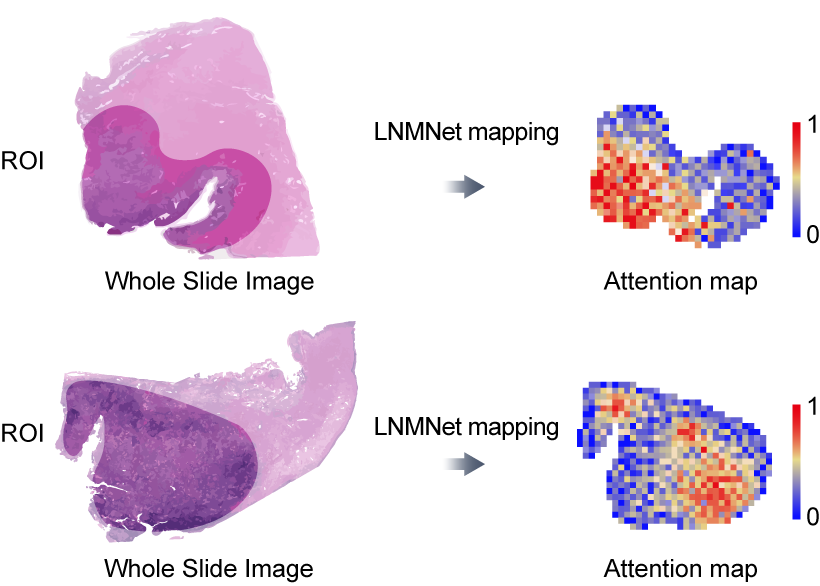 LNMNet mapping
1
ROI
0
Whole Slide Image
Attention map
LNMNet mapping
1
ROI
0
Whole Slide Image
Attention map